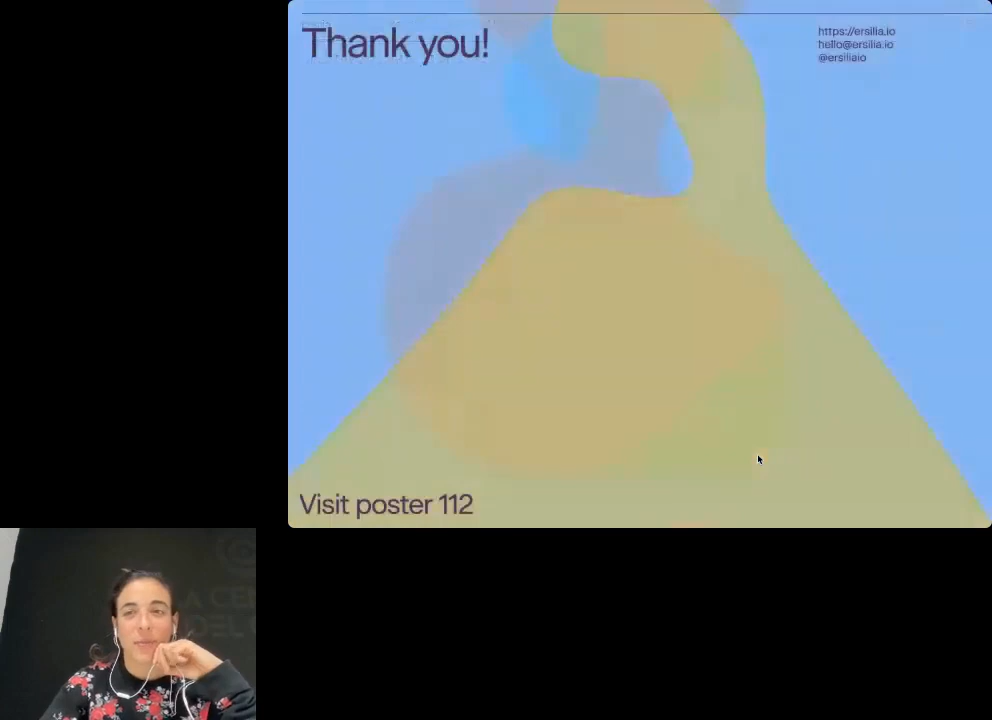 Thank you!
https://ersilia.io
hello@ersilia.io
@ersiliaio
Visit poster 112